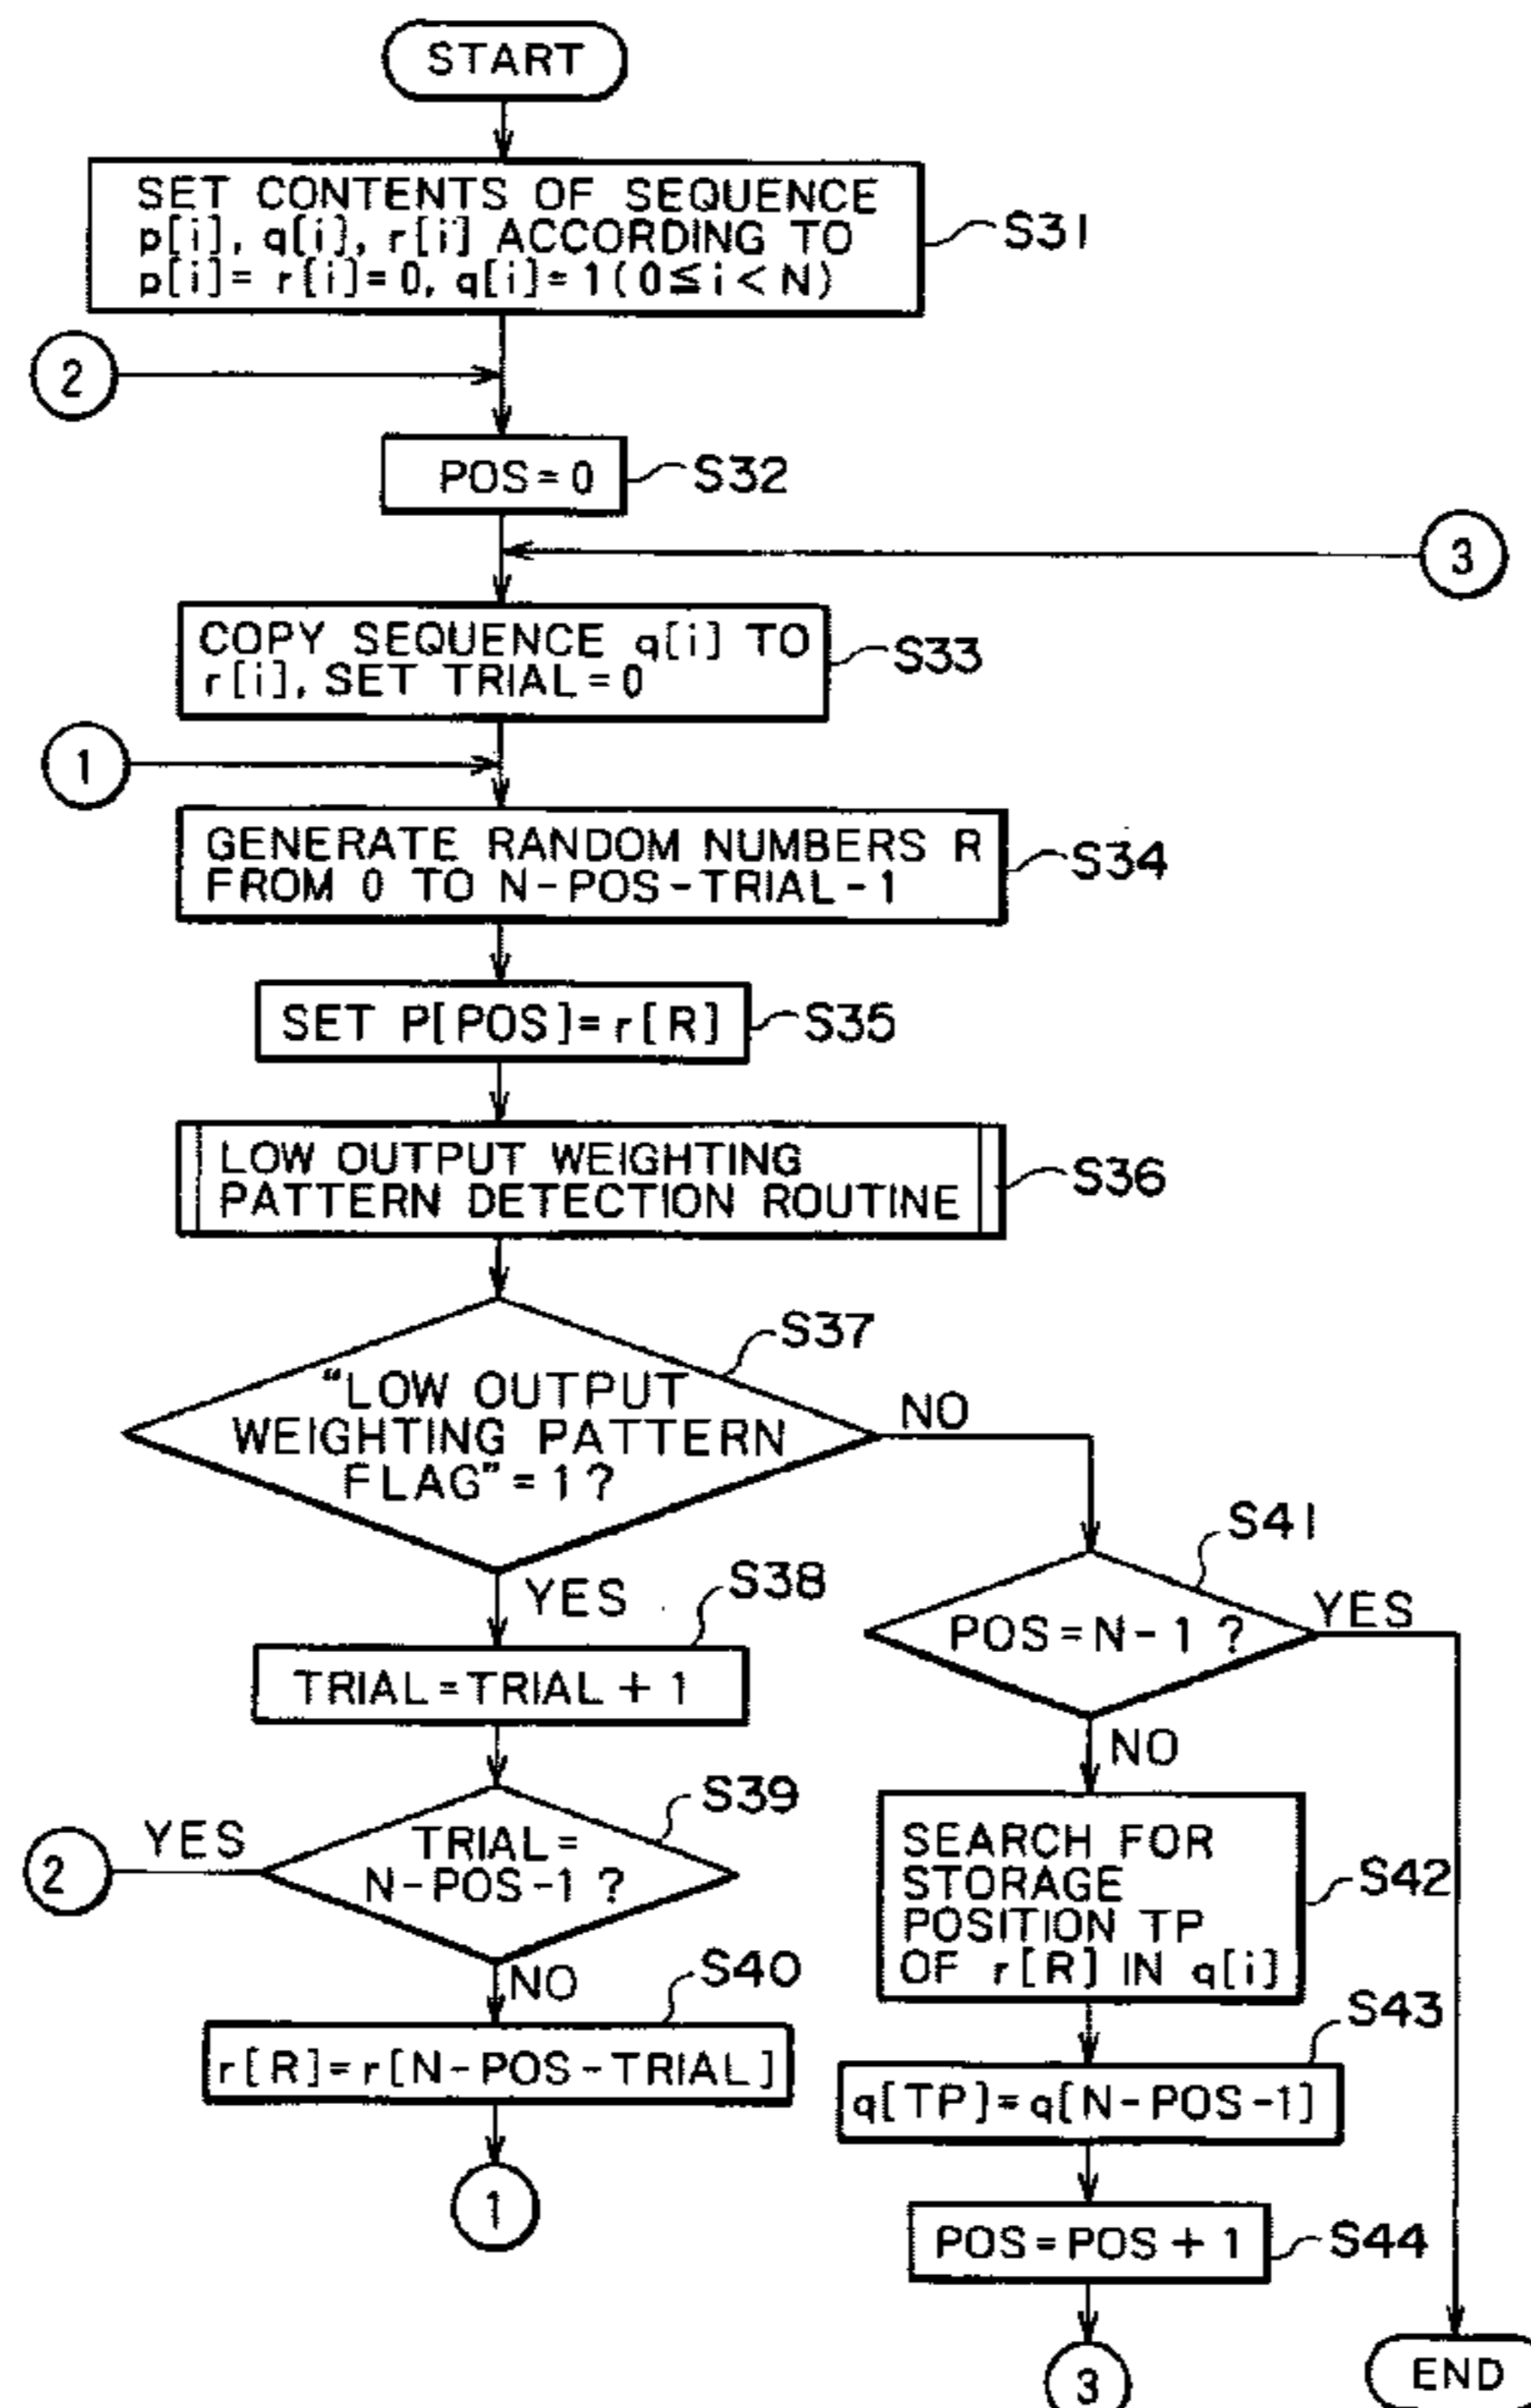 START
SET CONTENTS OF SEQUENCE
p[i], q[i], r[i] ACCORDING TO
p[i]= r[i]=0, q[i]=1(0≤i<N)
S31
2
POS=0
S32
3
COPY SEQUENCE q[i] TO
r[i], SET TRIAL=0
S33
1
GENERATE RANDOM NUMBERS R
FROM 0 TO N-POS-TRIAL-1
S34
SET P[POS]=r[R]
S35
LOW OUTPUT WEIGHTING
PATTERN DETECTION ROUTINE
S36
S37
"LOW OUTPUT
WEIGHTING PATTERN
FLAG"=1?
NO
YES
S38
TRIAL=TRIAL+1
S39
TRIAL=
N-POS-1?
YES
2
NO
S40
r[R]=r[N-POS-TRIAL]
1
S41
POS=N-1?
YES
NO
SEARCH FOR
STORAGE
POSITION TP
OF r[R] IN q[i]
S42
S43
q[TP]=q[N-POS-1]
POS=POS+1
S44
3
END